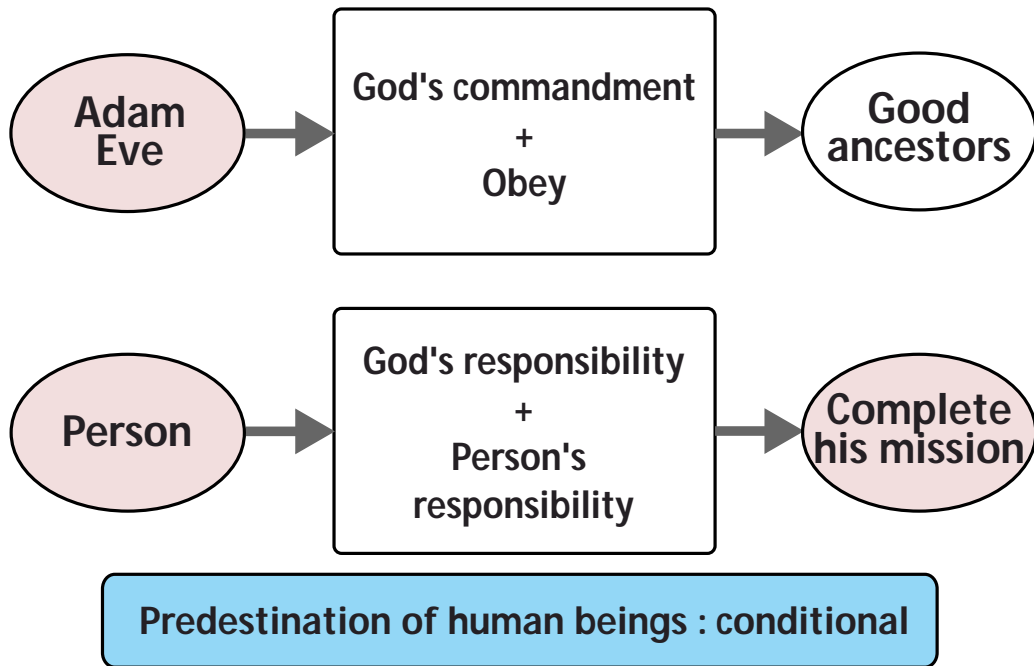 Adam
Eve
God's commandment
+
Obey
Good
ancestors
Person
God's responsibility
+
Person's
responsibility
Complete
his mission
Predestination of human beings : conditional